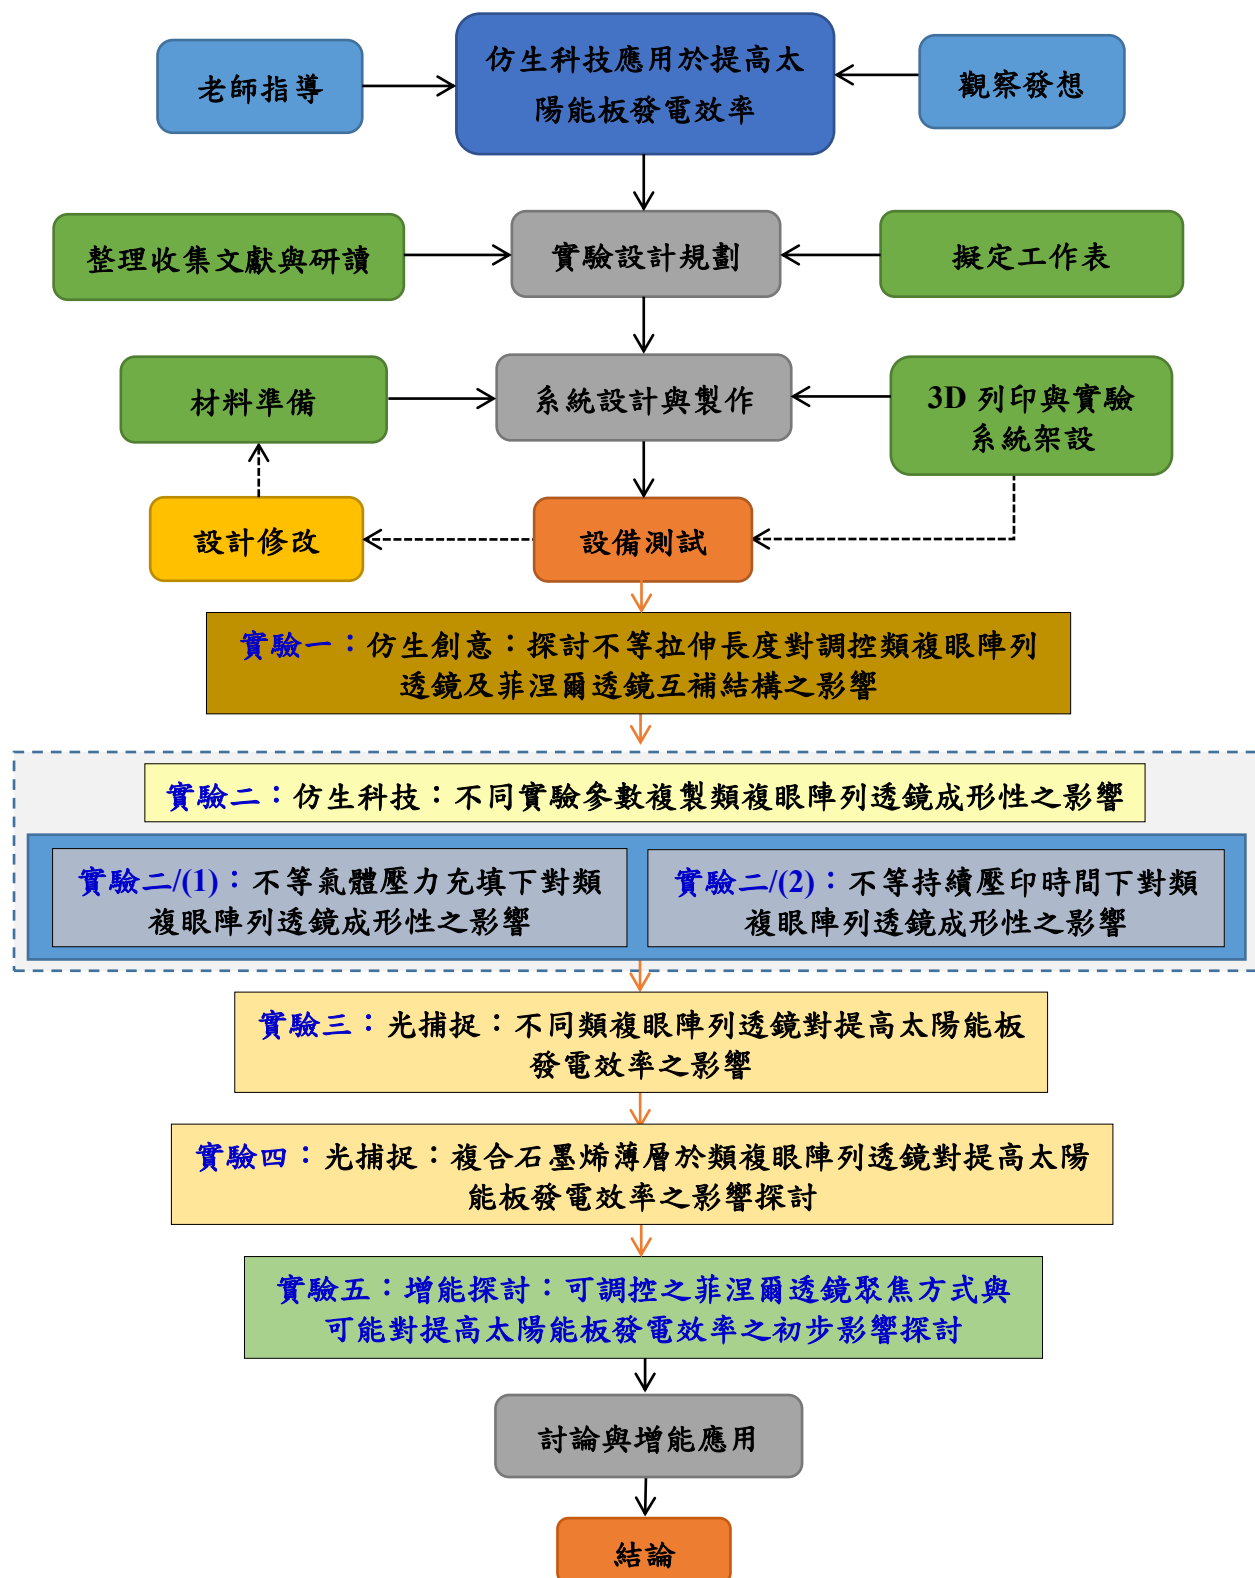 老師指導
仿生科技應用於提高太
陽能板發電效率
觀察發想
整理收集文獻與研讀
實驗設計規劃
擬定工作表
材料準備
系統設計與製作
3D 列印與實驗
系統架設
設計修改
設備測試
實驗一：仿生創意：探討不等拉伸長度對調控類複眼陣列
透鏡及菲涅爾透鏡互補結構之影響
實驗二：仿生科技：不同實驗參數複製類複眼陣列透鏡成形性之影響
實驗二/(1)：不等氣體壓力充填下對類
複眼陣列透鏡成形性之影響
實驗二/(2)：不等持續壓印時間下對類
複眼陣列透鏡成形性之影響
實驗三：光捕捉：不同類複眼陣列透鏡對提高太陽能板
發電效率之影響
實驗四：光捕捉：複合石墨烯薄層於類複眼陣列透鏡對提高太陽
能板發電效率之影響探討
實驗五：增能探討：可調控之菲涅爾透鏡聚焦方式與
可能對提高太陽能板發電效率之初步影響探討
討論與增能應用
結論